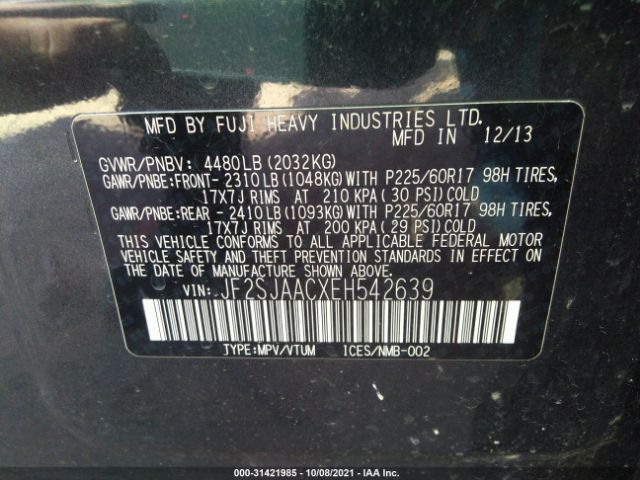 MFD BY FUJI HEAVY INDUSTRIES LTD.
MFD IN 12/13
GVWR/PNBV: 4480LB(2032KG)
GAWR/PNBE:FRONT- 2310LB(1048KG)WITH P225/60R17 98H TIRES,
17X7J RIMS AT 210 KPA( 30 PSI)COLD
GAWR/PNBE:REAR - 2410LB(1093KG)WITH P225/60R17 98H TIRES,
17X7J RIMS AT 200 KPA( 29 PSI)COLD
THIS VEHICLE CONFORMS TO ALL APPLICABLE FEDERAL MOTOR
VEHICLE SAFETY AND THEFT PREVENTION STANDARDS IN EFFECT
ON THE DATE OF MANUFACTURE SHOWN ABOVE.
VIN: JF2SJAACXEH542639
TYPE:MPV/VTUM ICES/NMB-002
000-31421985 - 10/08/2021 - IAA Inc.